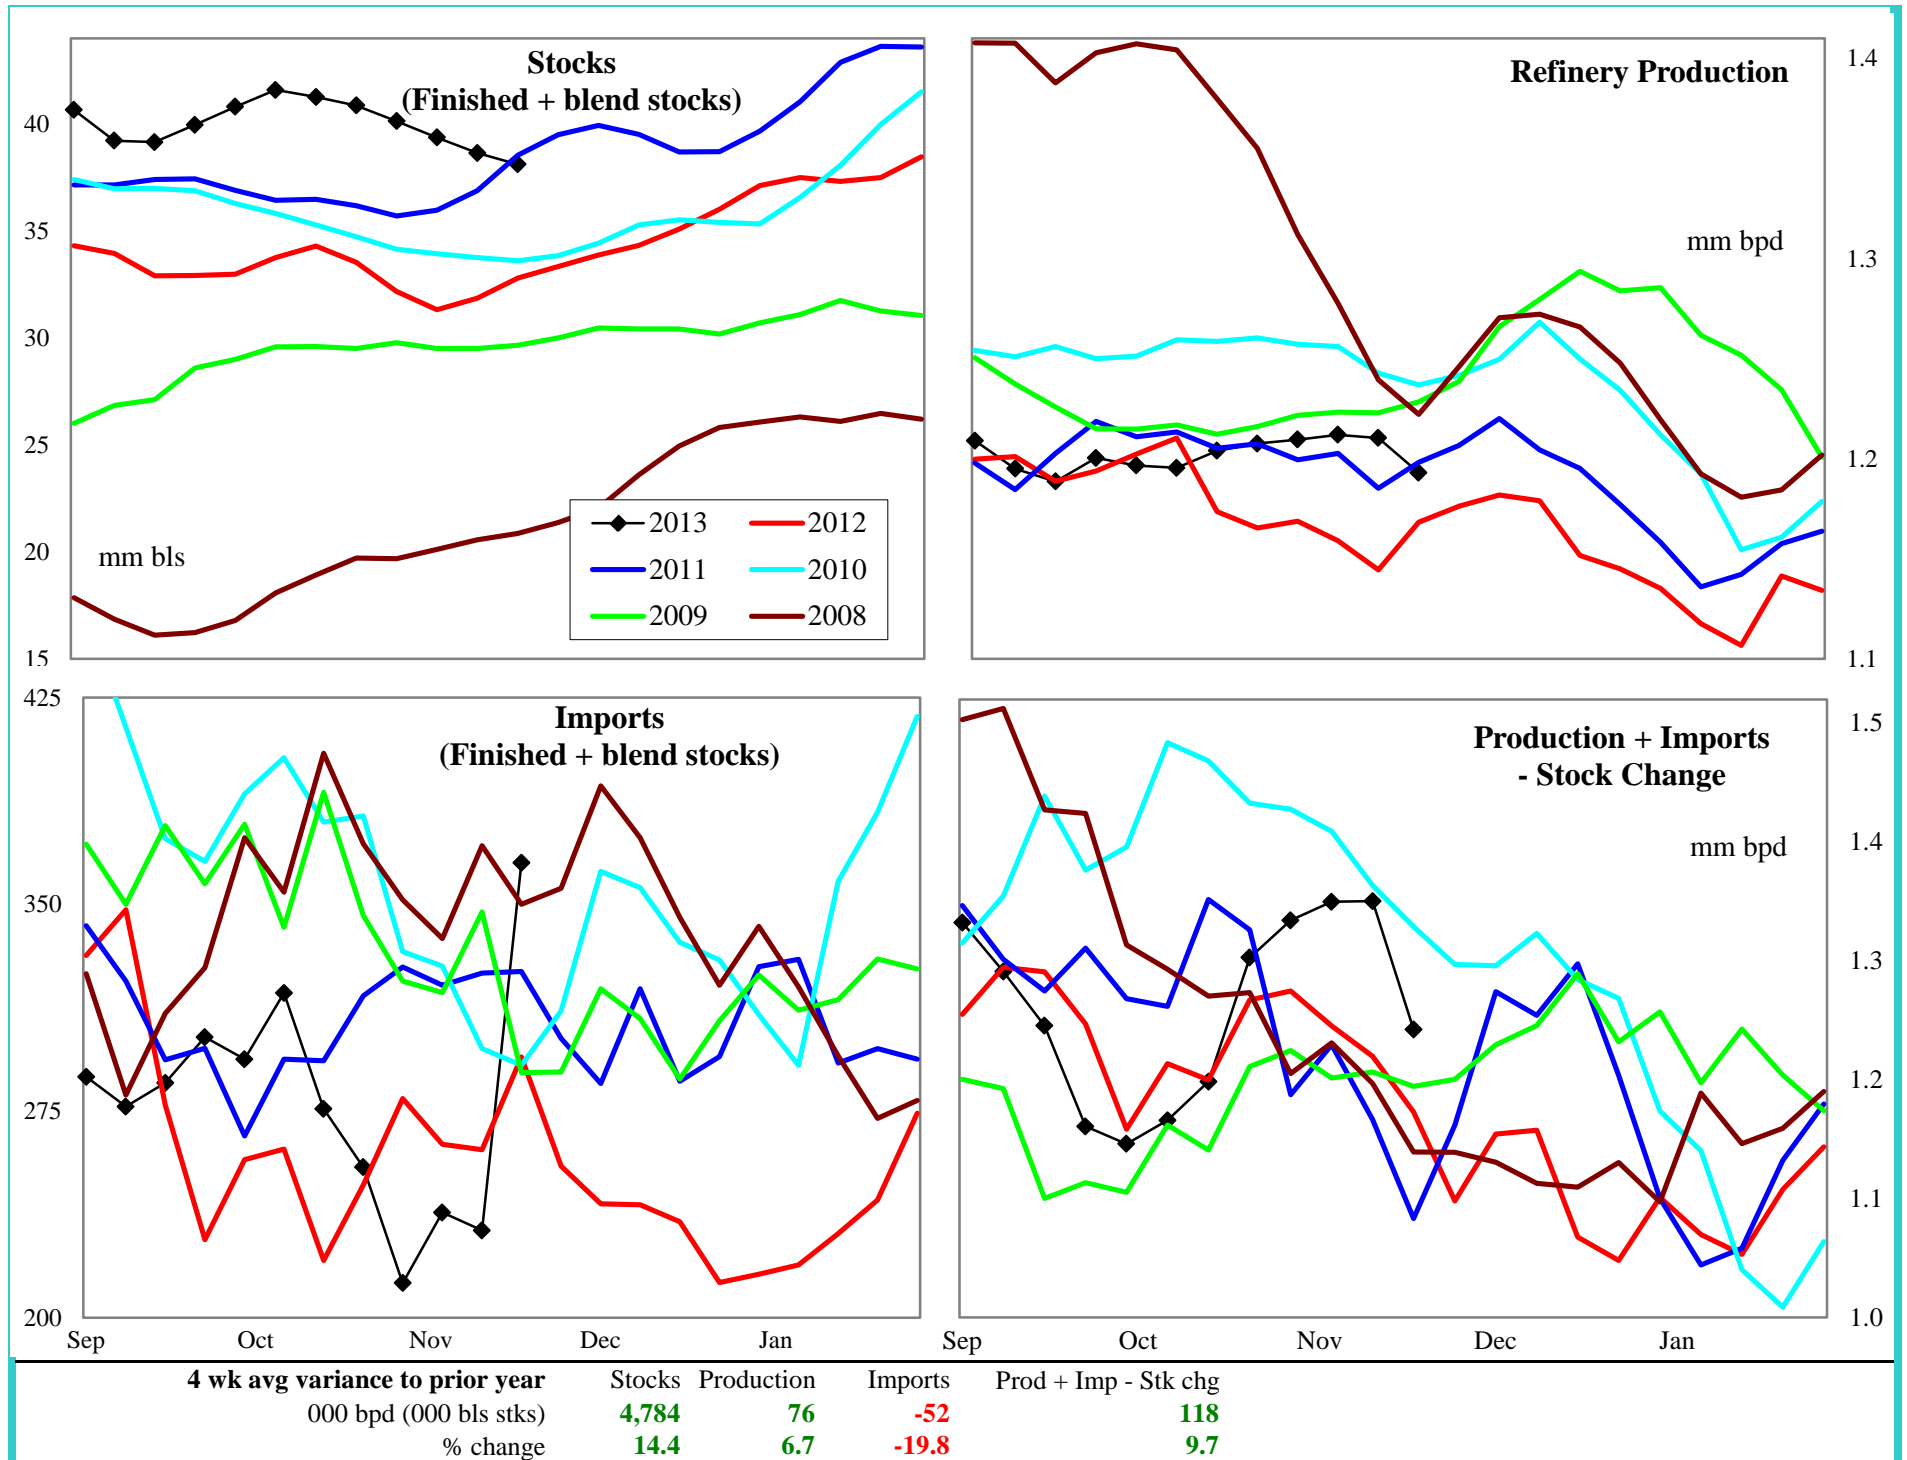 Stocks
(Finished + blend stocks)
40
35
30
25
20
15
mm bls
2013 2012
2011 2010
2009 2008
Refinery Production
mm bpd
1.4
1.3
1.2
1.1
Imports
(Finished + blend stocks)
425
350
275
200
Sep Oct Nov Dec Jan
Production + Imports
- Stock Change
mm bpd
1.5
1.4
1.3
1.2
1.1
1.0
Sep Oct Nov Dec Jan
4 wk avg variance to prior year Stocks Production Imports Prod + Imp - Stk chg
000 bpd (000 bls stks) 4,784 76 -52 118
% change 14.4 6.7 -19.8 9.7